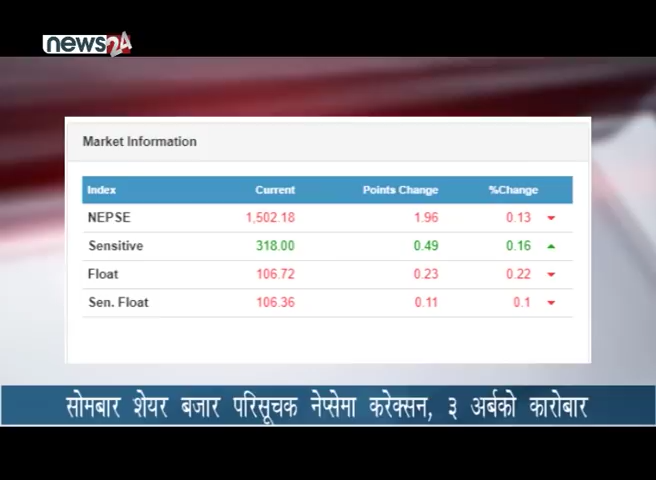 news24
Market Information
Index Current Points Change %Change
NEPSE 1,502.18 1.96 0.13
Sensitive 318.00 0.49 0.16
Float 106.72 0.23 0.22
Sen. Float 106.36 0.11 0.1
सोमबार शेयर बजार परिसूचक नेप्सेमा करेक्सन, ३ अर्बको कारोबार